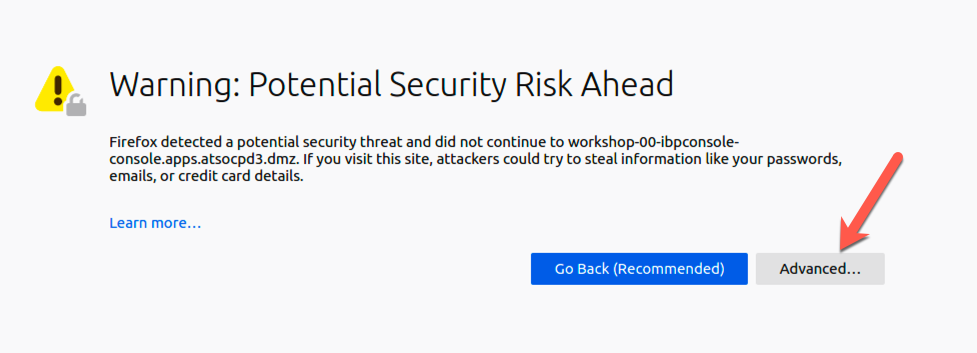 Warning: Potential Security Risk Ahead
Firefox detected a potential security threat and did not continue to workshop-00-ibpconsole-
console.apps.atsocpd3.dmz. If you visit this site, attackers could try to steal information like your passwords,
emails, or credit card details.
Learn more…
Go Back (Recommended)
Advanced…